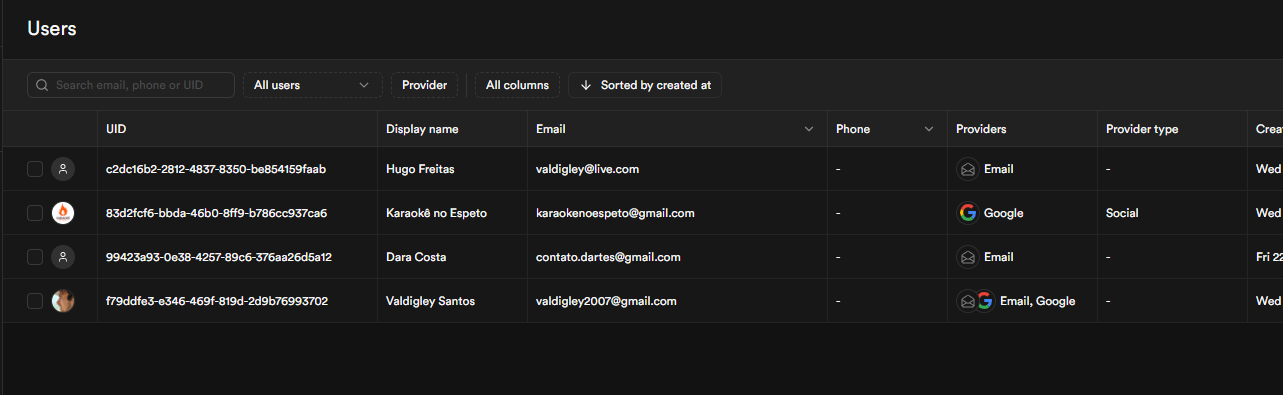 Users
Search email, phone or UID All users Provider All columns Sorted by created at
UID Display name Email Phone Providers Provider type Crea
c2dc16b2-2812-4837-8350-be854159faab Hugo Freitas valdigley@live.com - Email - Wed
83d2fcf6-bbda-46b0-8ff9-b786cc937ca6 Karaokê no Espeto karaokenoespeto@gmail.com - Google Social Wed
99423a93-0e38-4257-89c6-376aa26d5a12 Dara Costa contato.dartes@gmail.com - Email - Fri 22
f79ddfe3-e346-469f-819d-2d9b76993702 Valdigley Santos valdigley2007@gmail.com - Email, Google - Wed